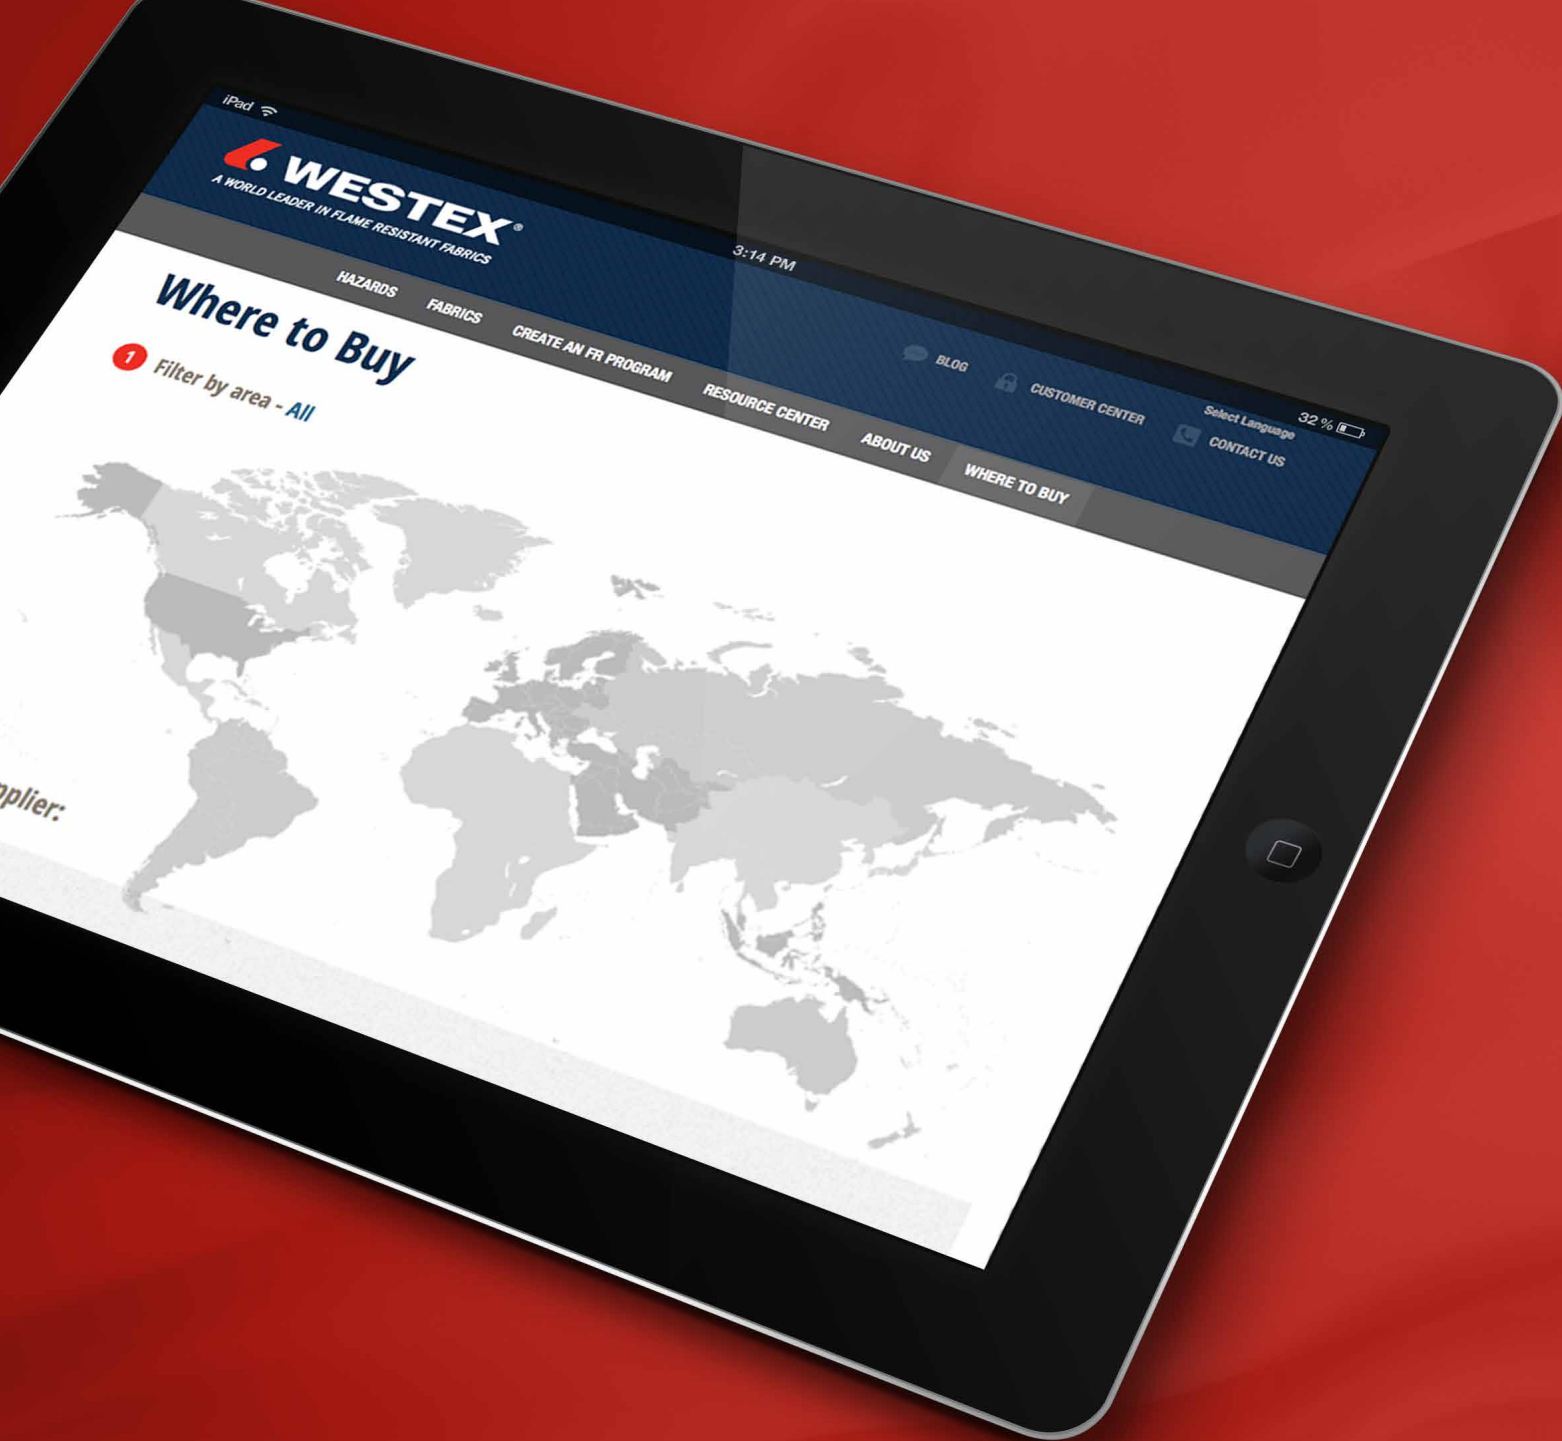 iPad
3:14 PM
32%
WESTEX®
A WORLD LEADER IN FLAME RESISTANT FABRICS
BLOG
CUSTOMER CENTER
Select Language
CONTACT US
HAZARDS FABRICS CREATE AN FR PROGRAM RESOURCE CENTER ABOUT US WHERE TO BUY
Where to Buy
1 Filter by area - All
pplier: